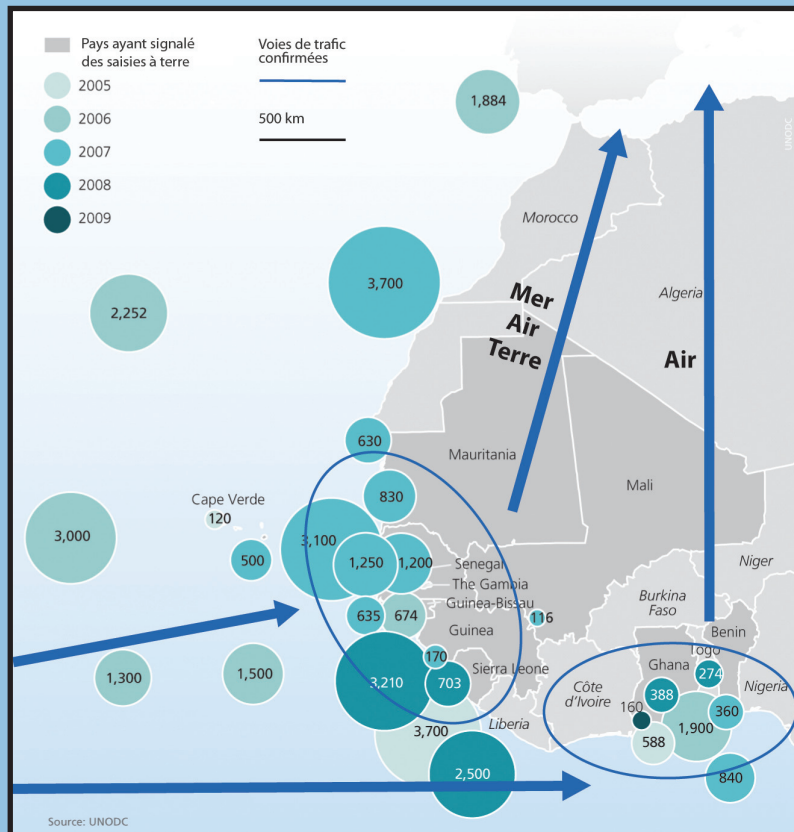 Pays ayant signalé
des saisies à terre
2005
2006
2007
2008
2009
Voies de trafic
confirmées
500 km
1,884
UNODC
Morocco
3,700
2,252
Mer
Air
Terre
Algeria
Air
630
Mauritania
830
Mali
Cape Verde
120
3,000
3,100
500
1,250
1,200
Senegal
The Gambia
Guinea-Bissau
Niger
Burkina
Faso
635
674
116
Guinea
Benin
Togo
170
Sierra Leone
Ghana
274
1,300
1,500
3,210
703
Côte
d'Ivoire
388
Nigeria
160
360
Liberia
3,700
588
1,900
2,500
840
Source: UNODC